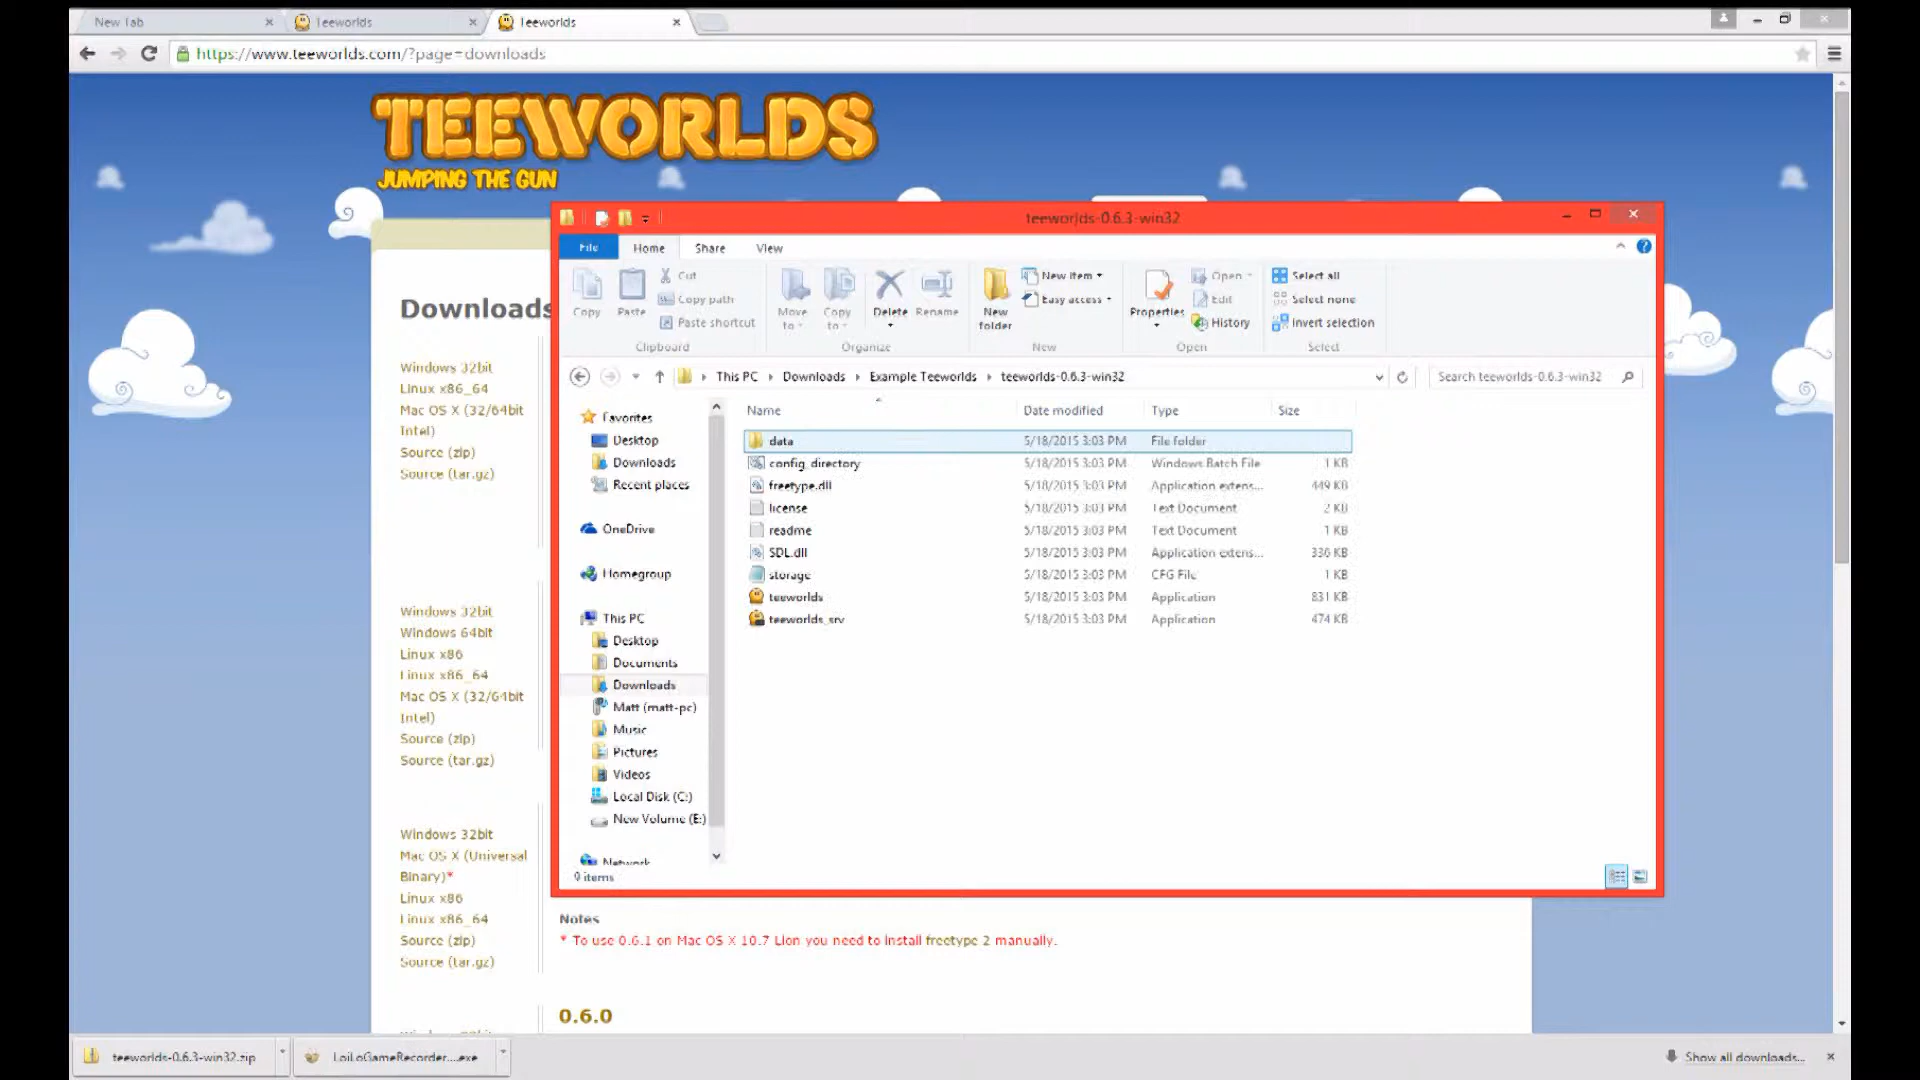 New Tab
Teeworlds
Teeworlds
https://www.teeworlds.com/?page=downloads
TEEWORLDS
JUMPING THE GUN
Downloads
Windows 32bit
Linux x86_64
Mac OS X (32/64bit
Intel)
Source (zip)
Source (tar.gz)
Windows 32bit
Windows 64bit
Linux x86
Linux x86_64
Mac OS X (32/64bit
Intel)
Source (zip)
Source (tar.gz)
Windows 32bit
Mac OS X (Universal
Binary)*
Linux x86
Linux x86_64
Source (zip)
Source (tar.gz)
teeworlds-0.6.3-win32
File Home Share View
Copy
Paste
Cut
Copy path
Paste shortcut
Clipboard
Move
to
Copy
to
Delete
Rename
Organize
New
folder
New item
Easy access
New
Properties
Open
Edit
History
Open
Select all
Select none
Invert selection
Select
This PC Downloads Example Teeworlds teeworlds-0.6.3-win32
Search teeworlds-0.6.3-win32
Favorites
Desktop
Downloads
Recent places
OneDrive
Homegroup
This PC
Desktop
Documents
Downloads
Matt (matt-pc)
Music
Pictures
Videos
Local Disk (C:)
New Volume (E:)
Network
Name Date modified Type Size
data 5/18/2015 3:03 PM File folder
config_directory 5/18/2015 3:03 PM Windows Batch File 1 KB
freetype.dll 5/18/2015 3:03 PM Application extens... 449 KB
license 5/18/2015 3:03 PM Text Document 2 KB
readme 5/18/2015 3:03 PM Text Document 1 KB
SDL.dll 5/18/2015 3:03 PM Application extens... 336 KB
storage 5/18/2015 3:03 PM CFG File 1 KB
teeworlds 5/18/2015 3:03 PM Application 831 KB
teeworlds_srv 5/18/2015 3:03 PM Application 474 KB
9 items
Notes
* To use 0.6.1 on Mac OS X 10.7 Lion you need to install freetype 2 manually.
0.6.0
teeworlds-0.6.3-win32.zip
LoiLoGameRecorder....exe
Show all downloads...